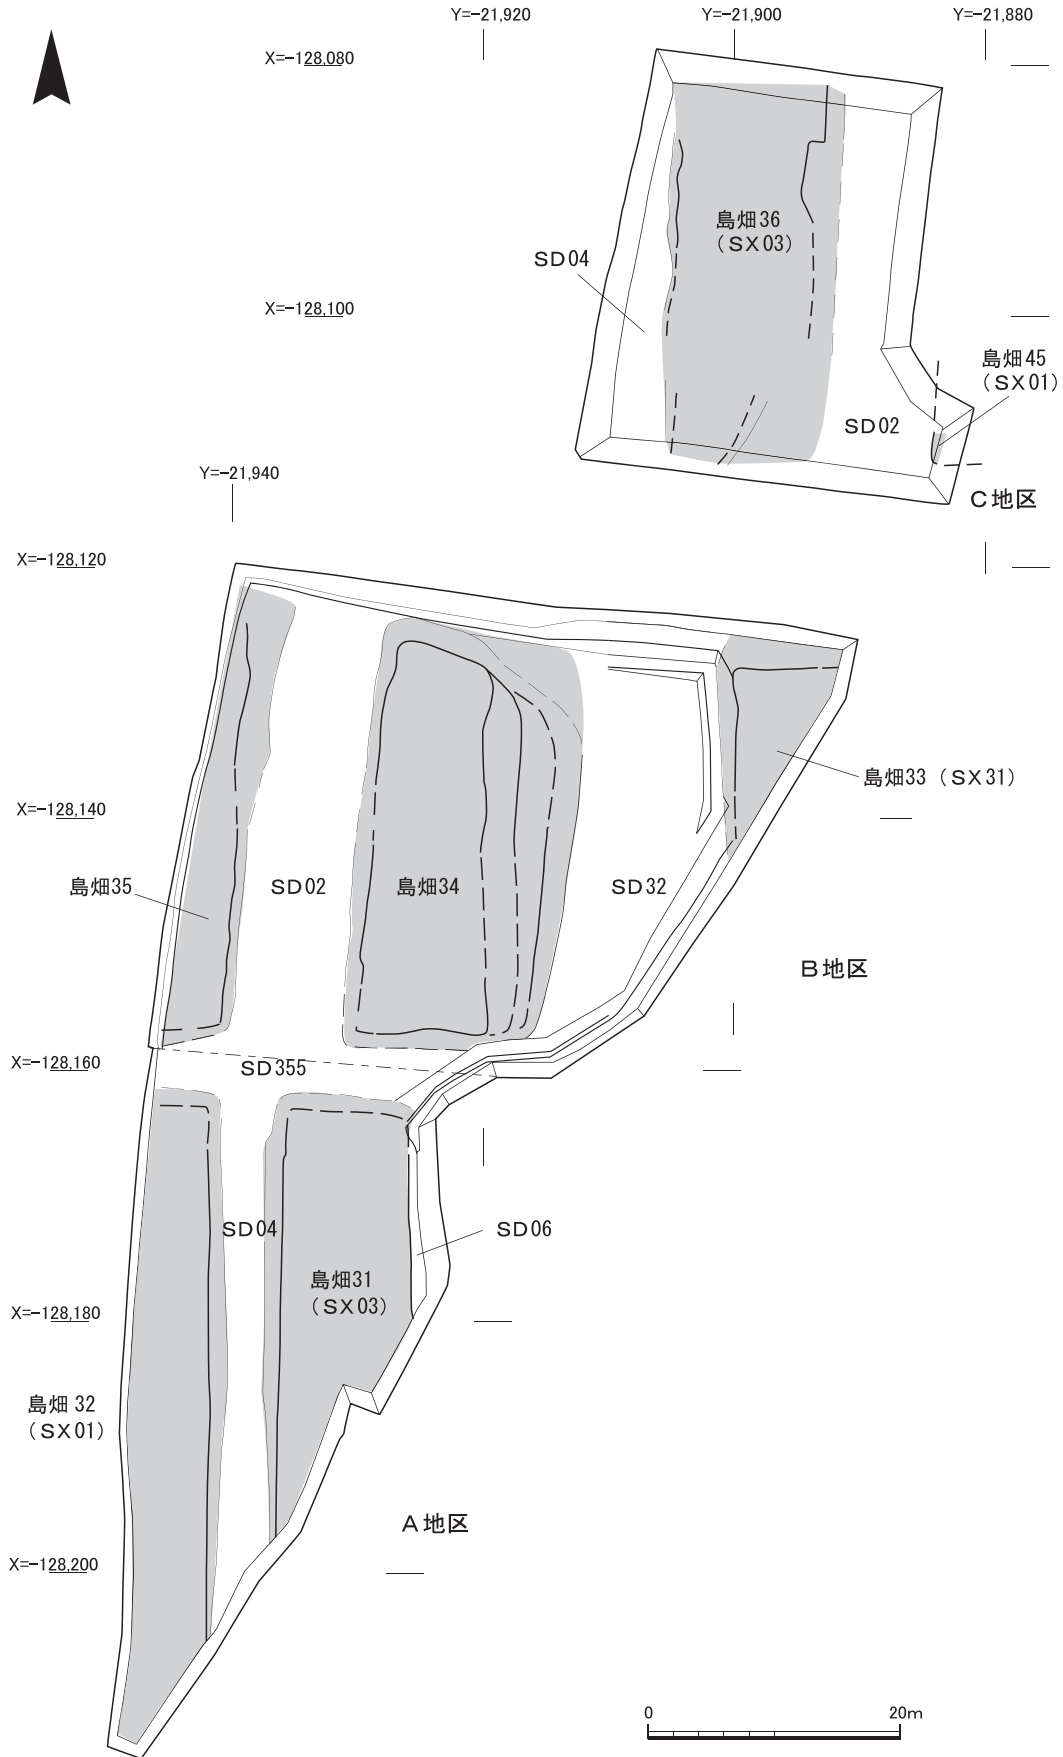 Y=-21,920
Y=-21,900
Y=-21,880
X=-128,080
島畑36
(SX03)
SD04
X=-128,100
島畑45
(SX01)
SD02
Y=-21,940
C地区
X=-128,120
島畑33(SX31)
X=-128,140
島畑35
SD02
島畑34
SD32
B地区
X=-128,160
SD355
SD04
SD06
島畑31
(SX03)
X=-128,180
島畑32
(SX01)
A地区
X=-128,200
0
20m